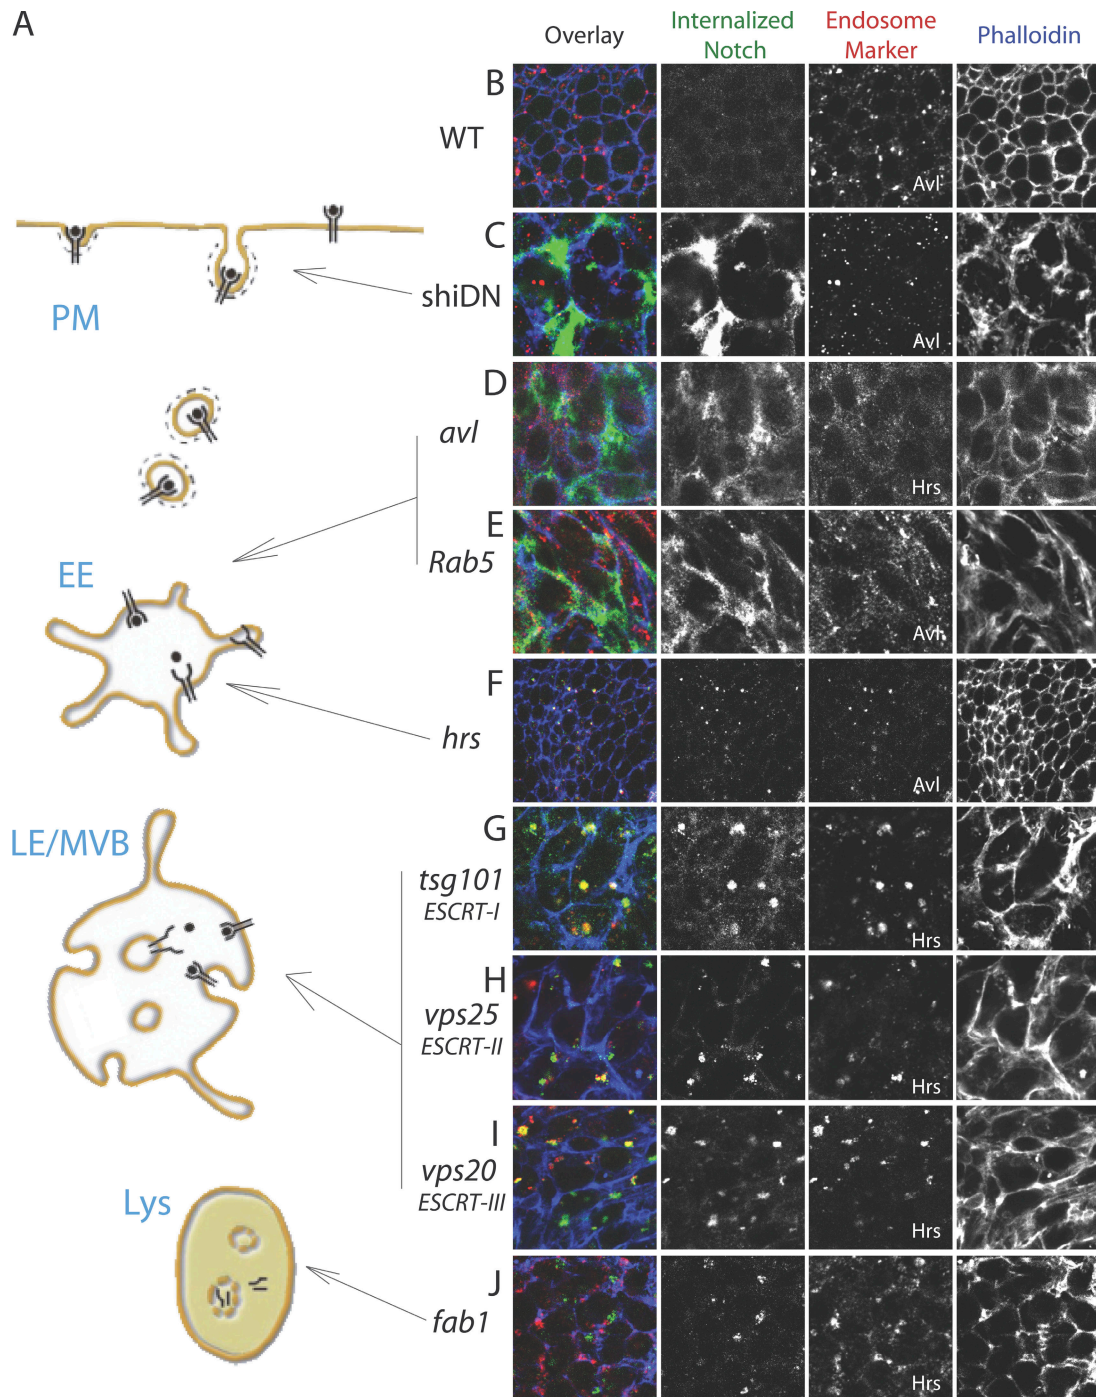 A
Overlay
Internalized
Notch
Endosome
Marker
Phalloidin
B
WT
Avl
C
shiDN
Avl
PM
D
avl
Hrs
E
Rab5
Avl
EE
F
hrs
Avl
LE/MVB
G
tsg101
ESCRT-I
Hrs
H
vps25
ESCRT-II
Hrs
I
vps20
ESCRT-III
Hrs
Lys
J
fab1
Hrs